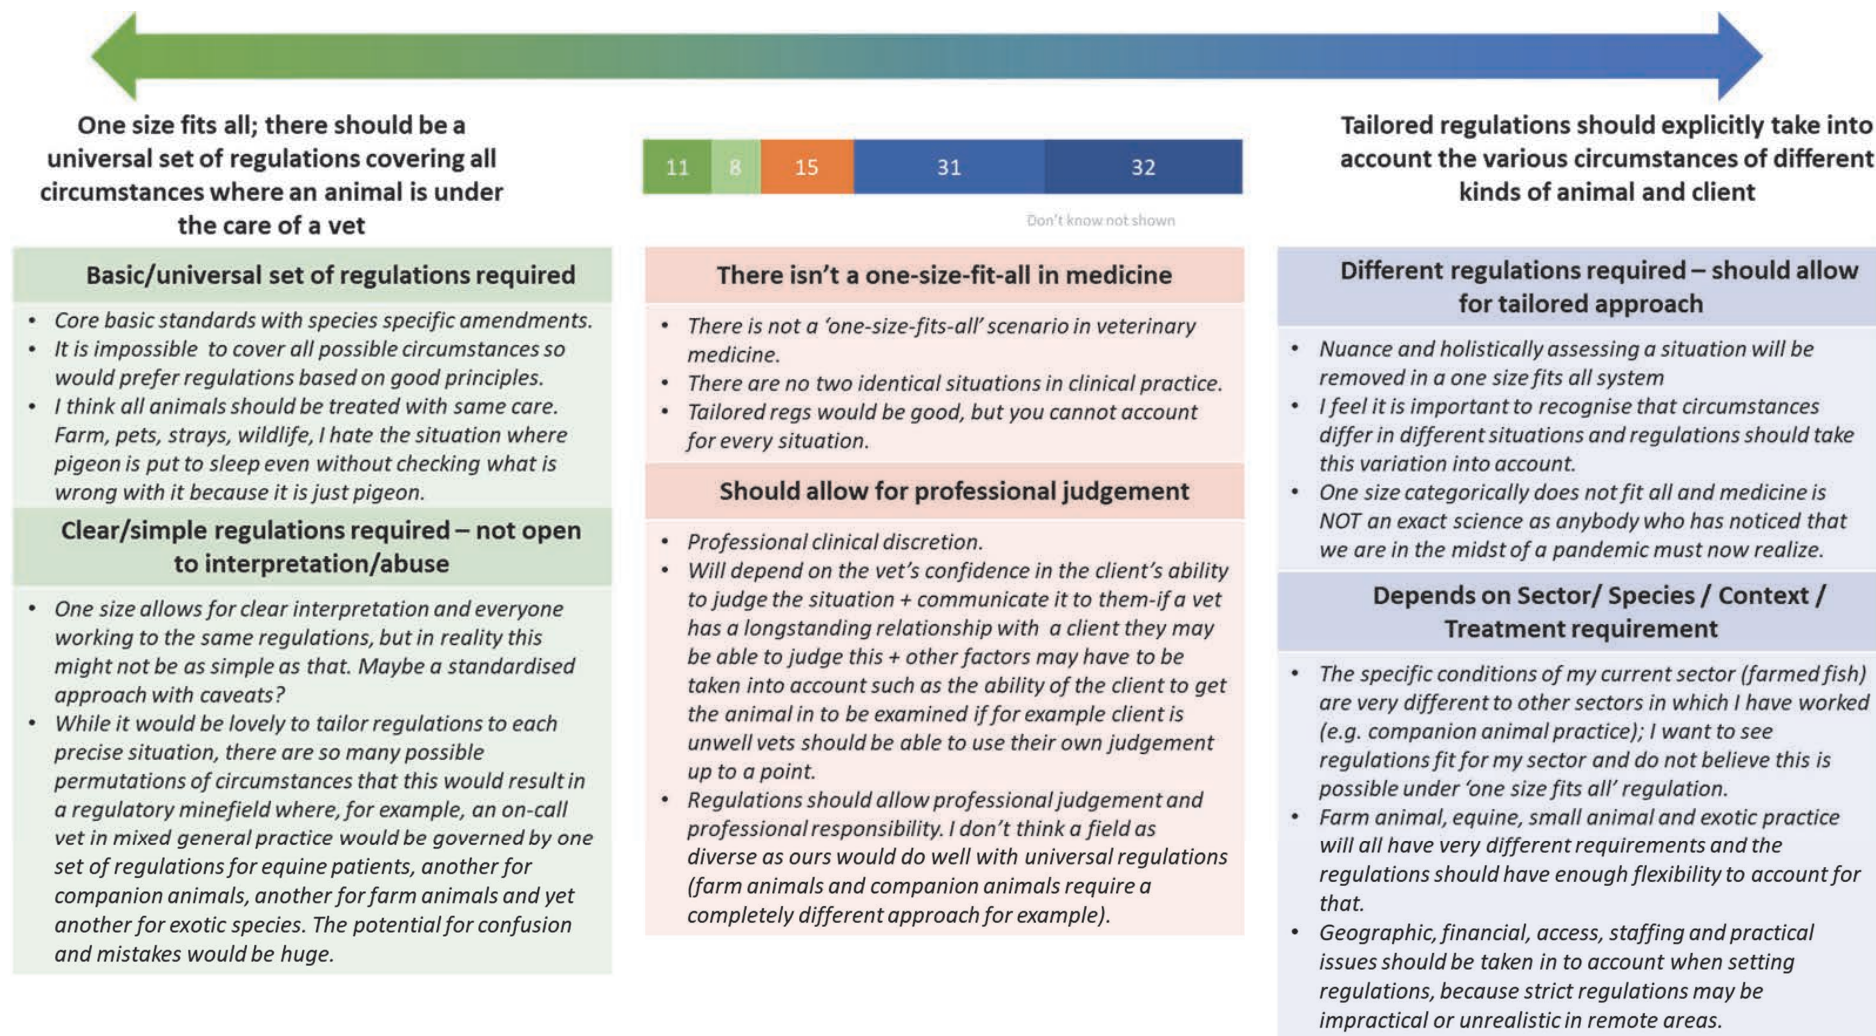 One size fits all; there should be a
universal set of regulations covering all
circumstances where an animal is under
the care of a vet
11 8 15 31 32
Don't know not shown
Tailored regulations should explicitly take into
account the various circumstances of different
kinds of animal and client
Basic/universal set of regulations required
• Core basic standards with species specific amendments.
• It is impossible to cover all possible circumstances so
would prefer regulations based on good principles.
• I think all animals should be treated with same care.
Farm, pets, strays, wildlife, I hate the situation where
pigeon is put to sleep even without checking what is
wrong with it because it is just pigeon.
Clear/simple regulations required – not open
to interpretation/abuse
• One size allows for clear interpretation and everyone
working to the same regulations, but in reality this
might not be as simple as that. Maybe a standardised
approach with caveats?
• While it would be lovely to tailor regulations to each
precise situation, there are so many possible
permutations of circumstances that this would result in
a regulatory minefield where, for example, an on-call
vet in mixed general practice would be governed by one
set of regulations for equine patients, another for
companion animals, another for farm animals and yet
another for exotic species. The potential for confusion
and mistakes would be huge.
There isn't a one-size-fit-all in medicine
• There is not a 'one-size-fits-all' scenario in veterinary
medicine.
• There are no two identical situations in clinical practice.
• Tailored regs would be good, but you cannot account
for every situation.
Should allow for professional judgement
• Professional clinical discretion.
• Will depend on the vet's confidence in the client's ability
to judge the situation + communicate it to them-if a vet
has a longstanding relationship with a client they may
be able to judge this + other factors may have to be
taken into account such as the ability of the client to get
the animal in to be examined if for example client is
unwell vets should be able to use their own judgement
up to a point.
• Regulations should allow professional judgement and
professional responsibility. I don't think a field as
diverse as ours would do well with universal regulations
(farm animals and companion animals require a
completely different approach for example).
Different regulations required – should allow
for tailored approach
• Nuance and holistically assessing a situation will be
removed in a one size fits all system
• I feel it is important to recognise that circumstances
differ in different situations and regulations should take
this variation into account.
• One size categorically does not fit all and medicine is
NOT an exact science as anybody who has noticed that
we are in the midst of a pandemic must now realize.
Depends on Sector/ Species / Context /
Treatment requirement
• The specific conditions of my current sector (farmed fish)
are very different to other sectors in which I have worked
(e.g. companion animal practice); I want to see
regulations fit for my sector and do not believe this is
possible under 'one size fits all' regulation.
• Farm animal, equine, small animal and exotic practice
will all have very different requirements and the
regulations should have enough flexibility to account for
that.
• Geographic, financial, access, staffing and practical
issues should be taken in to account when setting
regulations, because strict regulations may be
impractical or unrealistic in remote areas.